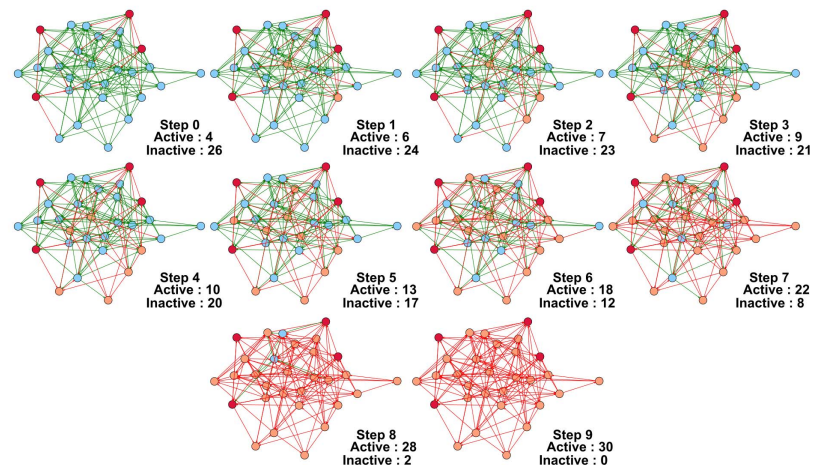 Step 0
Active : 4
Inactive : 26
Step 1
Active : 6
Inactive : 24
Step 2
Active : 7
Inactive : 23
Step 3
Active : 9
Inactive : 21
Step 4
Active : 10
Inactive : 20
Step 5
Active : 13
Inactive : 17
Step 6
Active : 18
Inactive : 12
Step 7
Active : 22
Inactive : 8
Step 8
Active : 28
Inactive : 2
Step 9
Active : 30
Inactive : 0